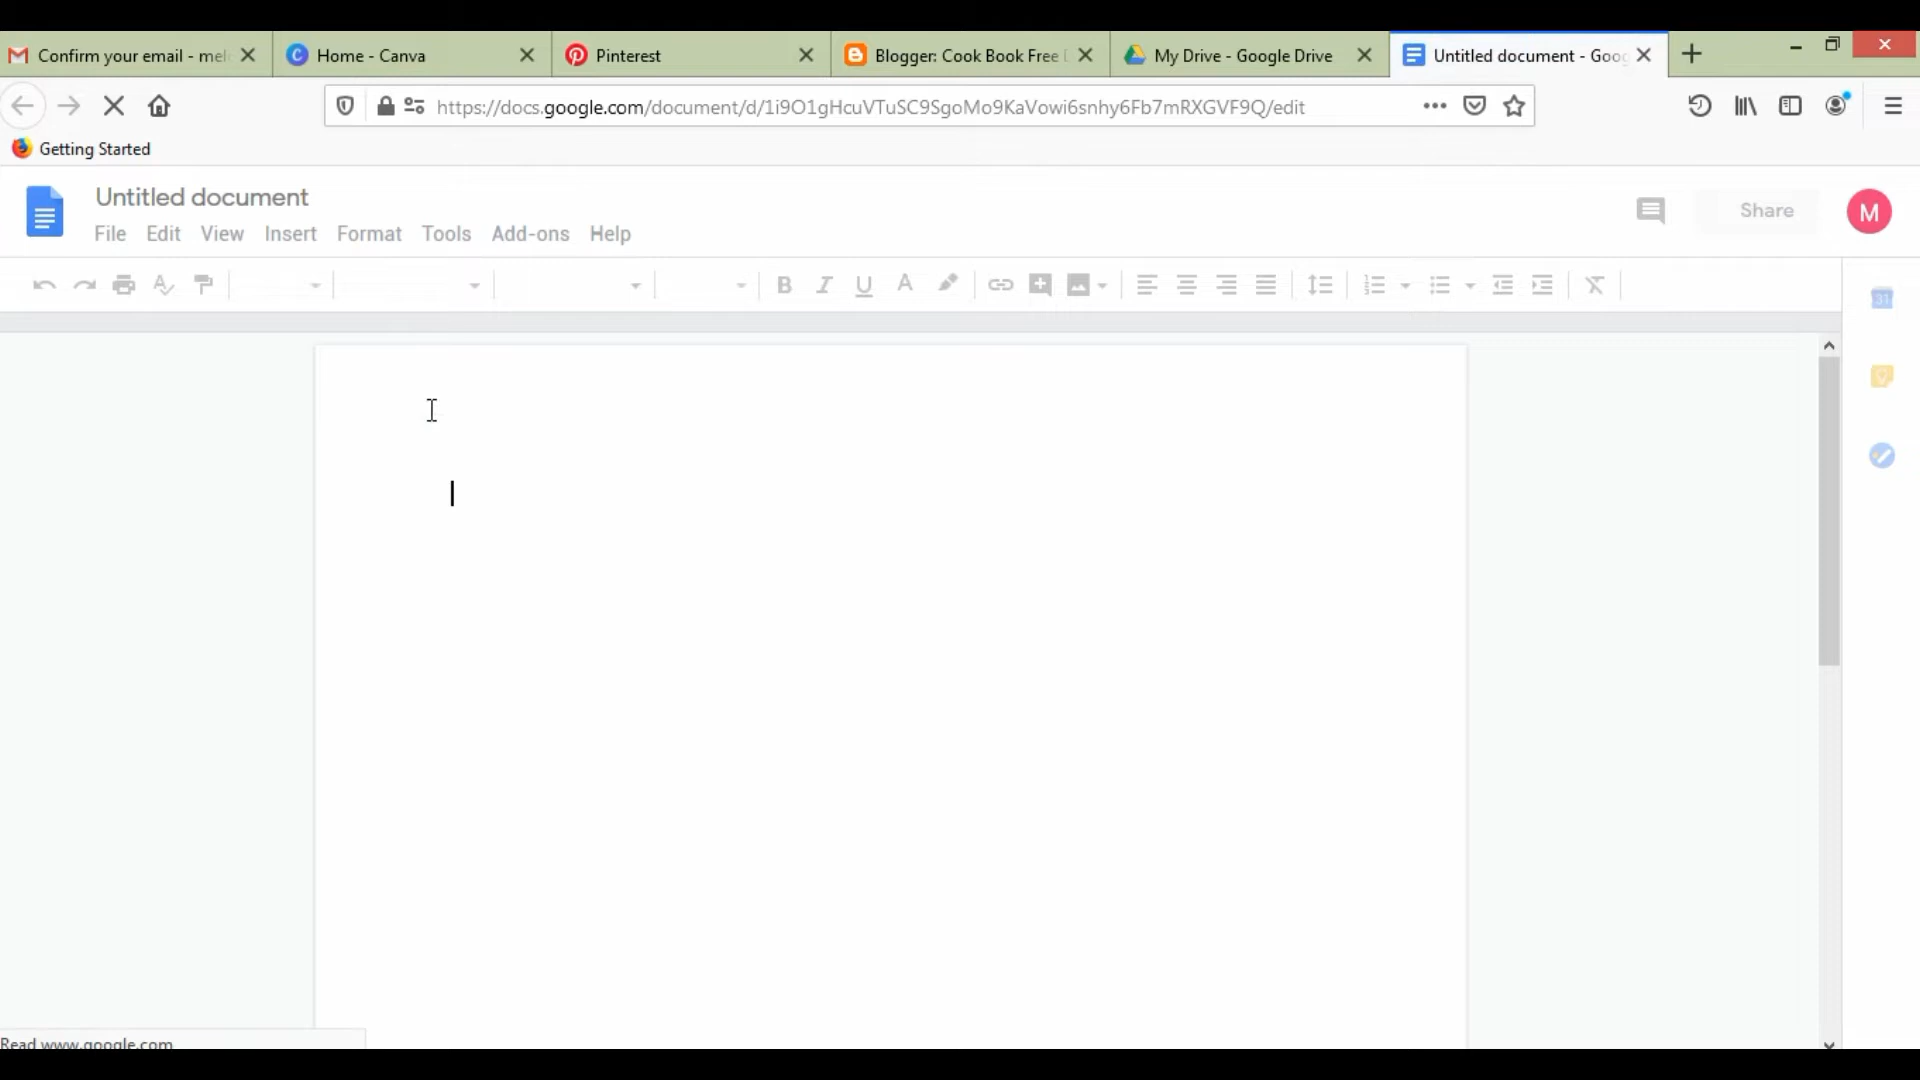 Confirm your email - mel
Home - Canva
Pinterest
Blogger: Cook Book Free
My Drive - Google Drive
Untitled document - Goog
https://docs.google.com/document/d/1i9O1gHcuVTuSC9SgoMo9KaVowi6snhy6Fb7mRXGVF9Q/edit
Getting Started
Untitled document
Share
M
File Edit View Insert Format Tools Add-ons Help
31
Read www.google.com